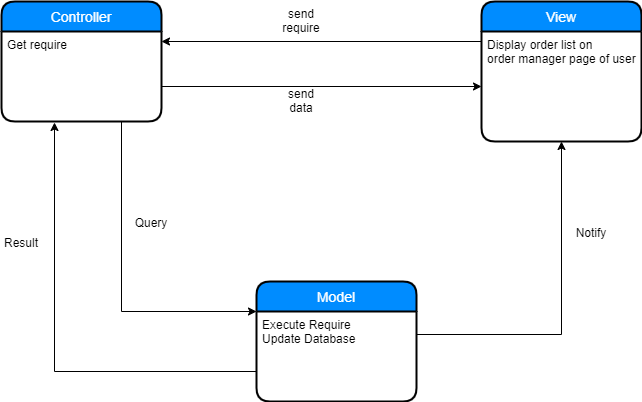 Controller
Get require
send
require
View
Display order list on
order manager page of user
send
data
Result
Query
Notify
Model
Execute Require
Update Database